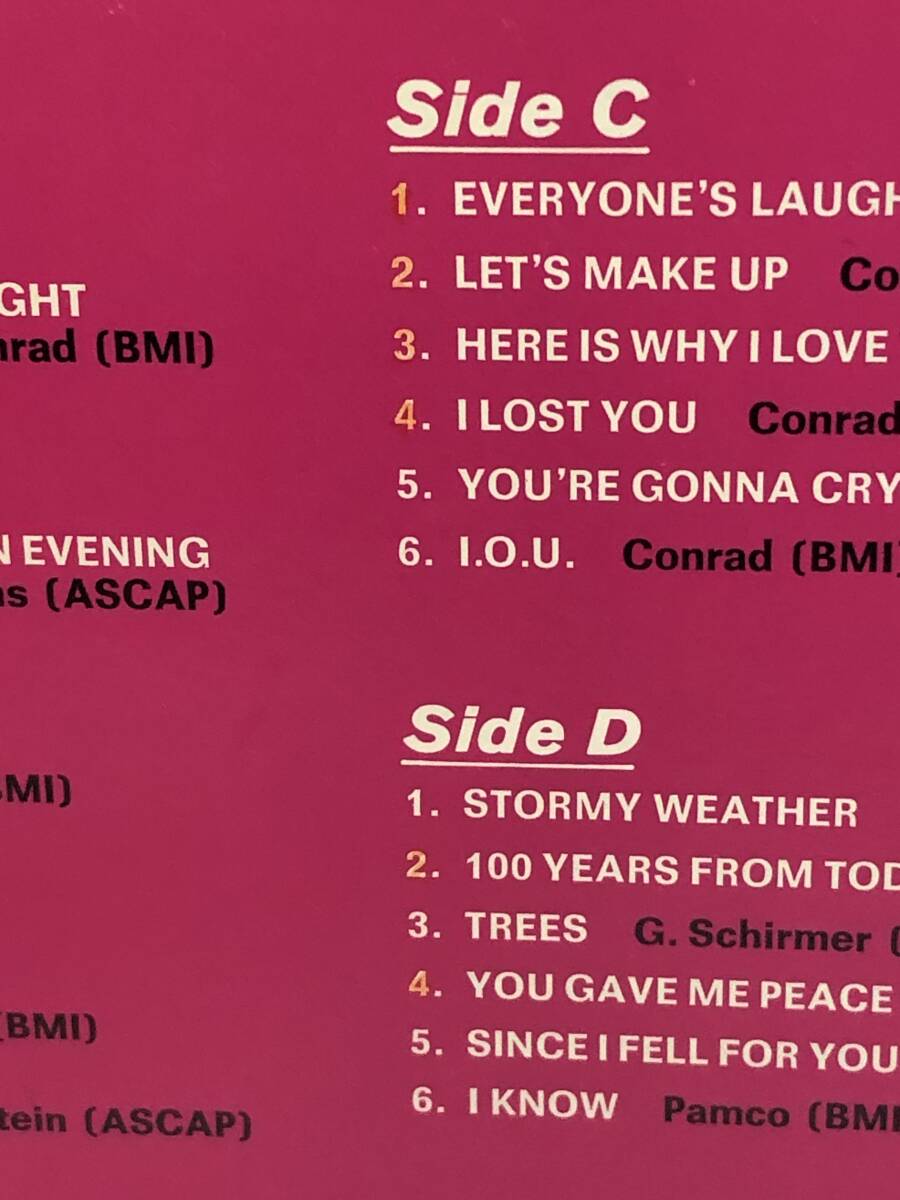 GHT
nrad (BMI)
N EVENING
ns (ASCAP)
BMI)
(BMI)
tein (ASCAP)
Side C
1. EVERYONE'S LAUGH
2. LET'S MAKE UP Co
3. HERE IS WHY I LOVE
4. I LOST YOU Conrad
5. YOU'RE GONNA CRY
6. I.O.U. Conrad (BMI)
Side D
1. STORMY WEATHER
2. 100 YEARS FROM TOD
3. TREES G. Schirmer (
4. YOU GAVE ME PEACE
5. SINCE I FELL FOR YOU
6. I KNOW Pamco (BMI